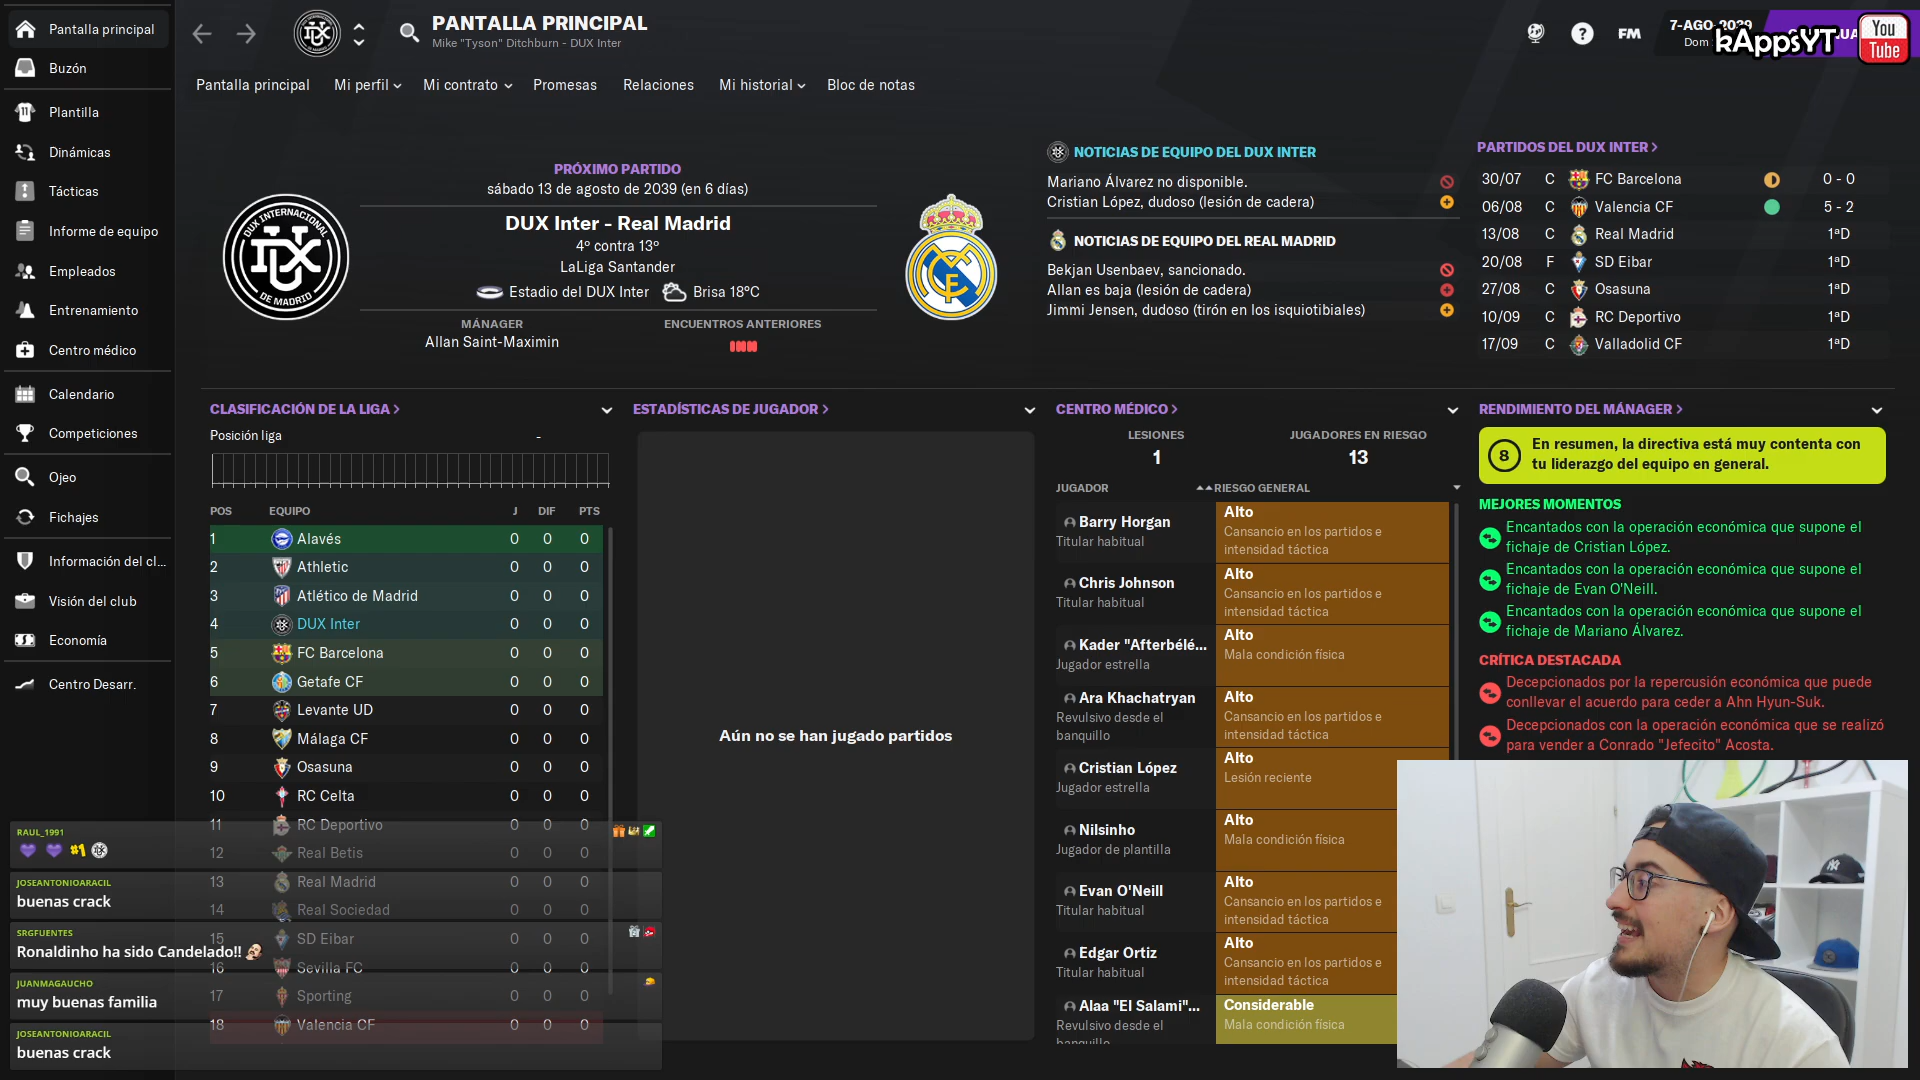 Pantalla principal
Buzón
Plantilla
Dinámicas
Tácticas
Informe de equipo
Empleados
Entrenamiento
Centro médico
Calendario
Competiciones
Ojeo
Fichajes
Información del cl...
Visión del club
Economía
Centro Desarr.
PANTALLA PRINCIPAL
Mike "Tyson" Ditchburn - DUX Inter
FM
7-AGO-2039
Dom
kAppsYT
You
Tube
Pantalla principal
Mi perfil
Mi contrato
Promesas
Relaciones
Mi historial
Bloc de notas
DUX INTERNACIONAL
DUX
DE MADRID
PRÓXIMO PARTIDO
sábado 13 de agosto de 2039 (en 6 días)
DUX Inter - Real Madrid
4º contra 13º
LaLiga Santander
Estadio del DUX Inter Brisa 18ºC
MÁNAGER
Allan Saint-Maximin
ENCUENTROS ANTERIORES
NOTICIAS DE EQUIPO DEL DUX INTER
Mariano Álvarez no disponible.
Cristian López, dudoso (lesión de cadera)
NOTICIAS DE EQUIPO DEL REAL MADRID
Bekjan Usenbaev, sancionado.
Allan es baja (lesión de cadera)
Jimmi Jensen, dudoso (tirón en los isquiotibiales)
PARTIDOS DEL DUX INTER
30/07 C FC Barcelona 0 - 0
06/08 C Valencia CF 5 - 2
13/08 C Real Madrid 1ªD
20/08 F SD Eibar 1ªD
27/08 C Osasuna 1ªD
10/09 C RC Deportivo 1ªD
17/09 C Valladolid CF 1ªD
CLASIFICACIÓN DE LA LIGA
Posición liga -
POS EQUIPO J DIF PTS
1 Alavés 0 0 0
2 Athletic 0 0 0
3 Atlético de Madrid 0 0 0
4 DUX Inter 0 0 0
5 FC Barcelona 0 0 0
6 Getafe CF 0 0 0
7 Levante UD 0 0 0
8 Málaga CF 0 0 0
9 Osasuna 0 0 0
10 RC Celta 0 0 0
11 RC Deportivo 0 0 0
12 Real Betis 0 0 0
13 Real Madrid 0 0 0
14 Real Sociedad 0 0 0
15 SD Eibar 0 0 0
16 Sevilla FC 0 0 0
17 Sporting 0 0 0
18 Valencia CF 0 0 0
RAUL_1991
#1
JOSEANTONIOARACIL
buenas crack
SRGFUENTES
Ronaldinho ha sido Candelado!!
JUANMAGAUCHO
muy buenas familia
JOSEANTONIOARACIL
buenas crack
ESTADÍSTICAS DE JUGADOR
Aún no se han jugado partidos
CENTRO MÉDICO
LESIONES
1
JUGADORES EN RIESGO
13
JUGADOR RIESGO GENERAL
Barry Horgan
Titular habitual
Alto
Cansancio en los partidos e
intensidad táctica
Chris Johnson
Titular habitual
Alto
Cansancio en los partidos e
intensidad táctica
Kader "Afterbélé...
Jugador estrella
Alto
Mala condición física
Ara Khachatryan
Revulsivo desde el
banquillo
Alto
Cansancio en los partidos e
intensidad táctica
Cristian López
Jugador estrella
Alto
Lesión reciente
Nilsinho
Jugador de plantilla
Alto
Mala condición física
Evan O'Neill
Titular habitual
Alto
Cansancio en los partidos e
intensidad táctica
Edgar Ortiz
Titular habitual
Alto
Cansancio en los partidos e
intensidad táctica
Alaa "El Salami"...
Revulsivo desde el
banquillo
Considerable
Mala condición física
RENDIMIENTO DEL MÁNAGER
8
En resumen, la directiva está muy contenta con
tu liderazgo del equipo en general.
MEJORES MOMENTOS
Encantados con la operación económica que supone el
fichaje de Cristian López.
Encantados con la operación económica que supone el
fichaje de Evan O'Neill.
Encantados con la operación económica que supone el
fichaje de Mariano Álvarez.
CRÍTICA DESTACADA
Decepcionados por la repercusión económica que puede
conllevar el acuerdo para ceder a Ahn Hyun-Suk.
Decepcionados con la operación económica que se realizó
para vender a Conrado "Jefecito" Acosta.